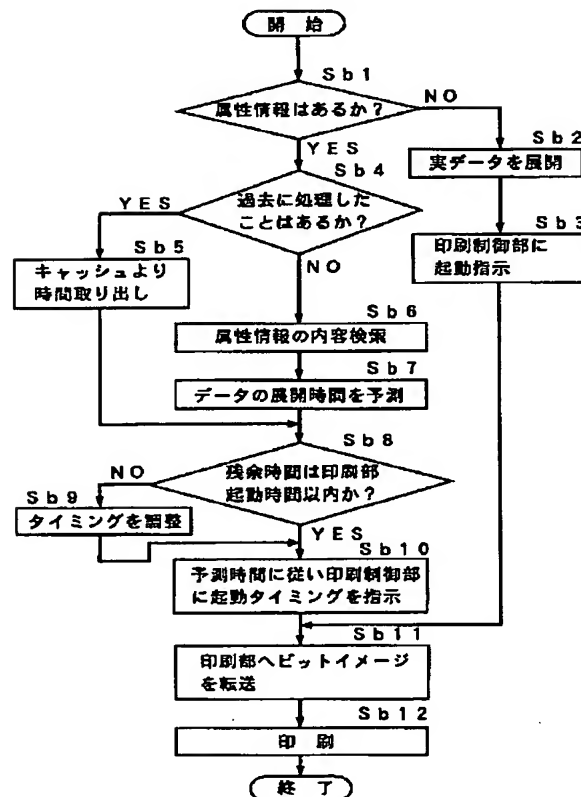 開 始
Sb1
属性情報はあるか？
NO
YES
Sb2
実データを展開
Sb4
過去に処理した
ことはあるか？
YES
NO
Sb3
印刷制御部に
起動指示
Sb5
キャッシュより
時間取り出し
Sb6
属性情報の内容検索
Sb7
データの展開時間を予測
Sb8
残余時間は印刷部
起動時間以内か？
NO
YES
Sb9
タイミングを調整
Sb10
予測時間に従い印刷制御部
に起動タイミングを指示
Sb11
印刷部へビットイメージ
を転送
Sb12
印 刷
終 了